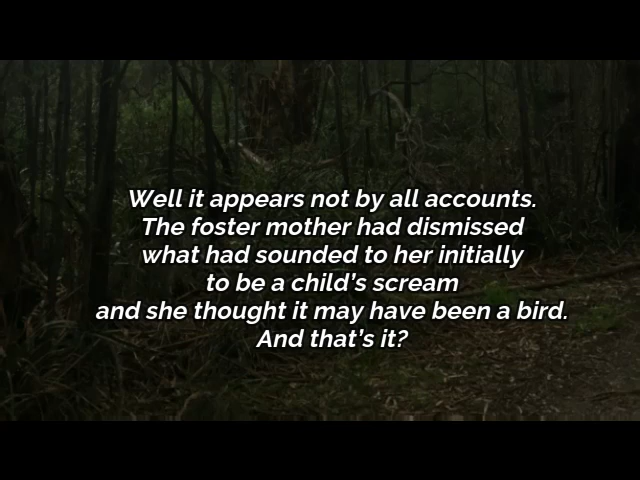 Well it appears not by all accounts.
The foster mother had dismissed
what had sounded to her initially
to be a child's scream
and she thought it may have been a bird.
And that's it?